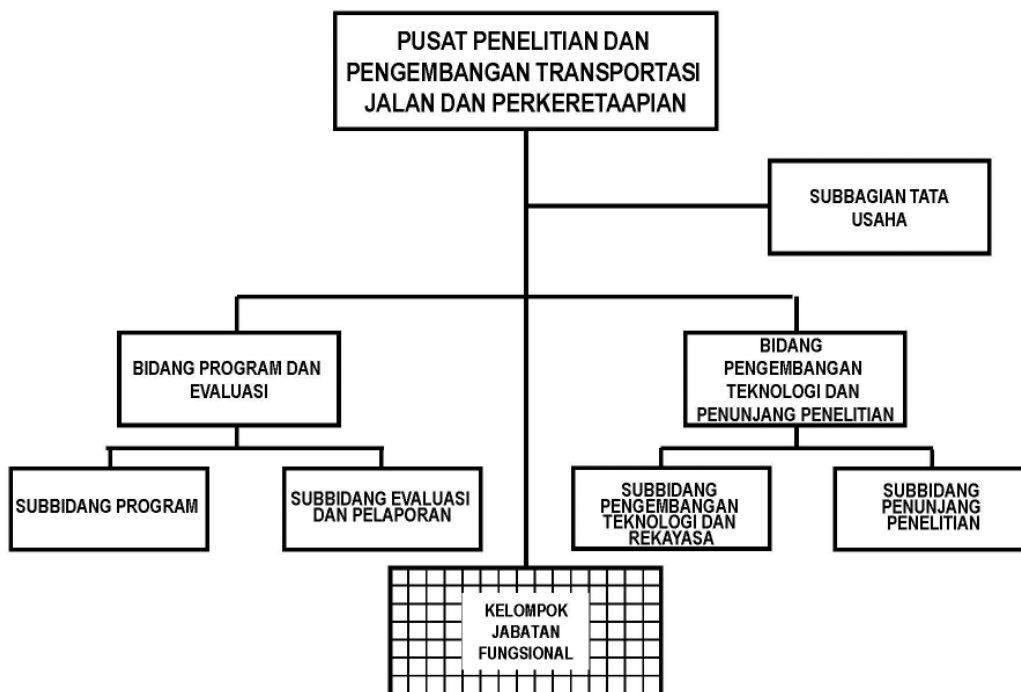 PUSAT PENELITIAN DAN
PENGEMBANGAN TRANSPORTASI
JALAN DAN PERKERETAAPIAN
SUBBAGIAN TATA
USAHA
BIDANG PROGRAM DAN
EVALUASI
BIDANG
PENGEMBANGAN
TEKNOLOGI DAN
PENUNJANG PENELITIAN
SUBBIDANG PROGRAM
SUBBIDANG EVALUASI
DAN PELAPORAN
SUBBIDANG
PENGEMBANGAN
TEKNOLOGI DAN
REKAYASA
SUBBIDANG
PENUNJANG
PENELITIAN
KELOMPOK
JABATAN
FUNGSIONAL